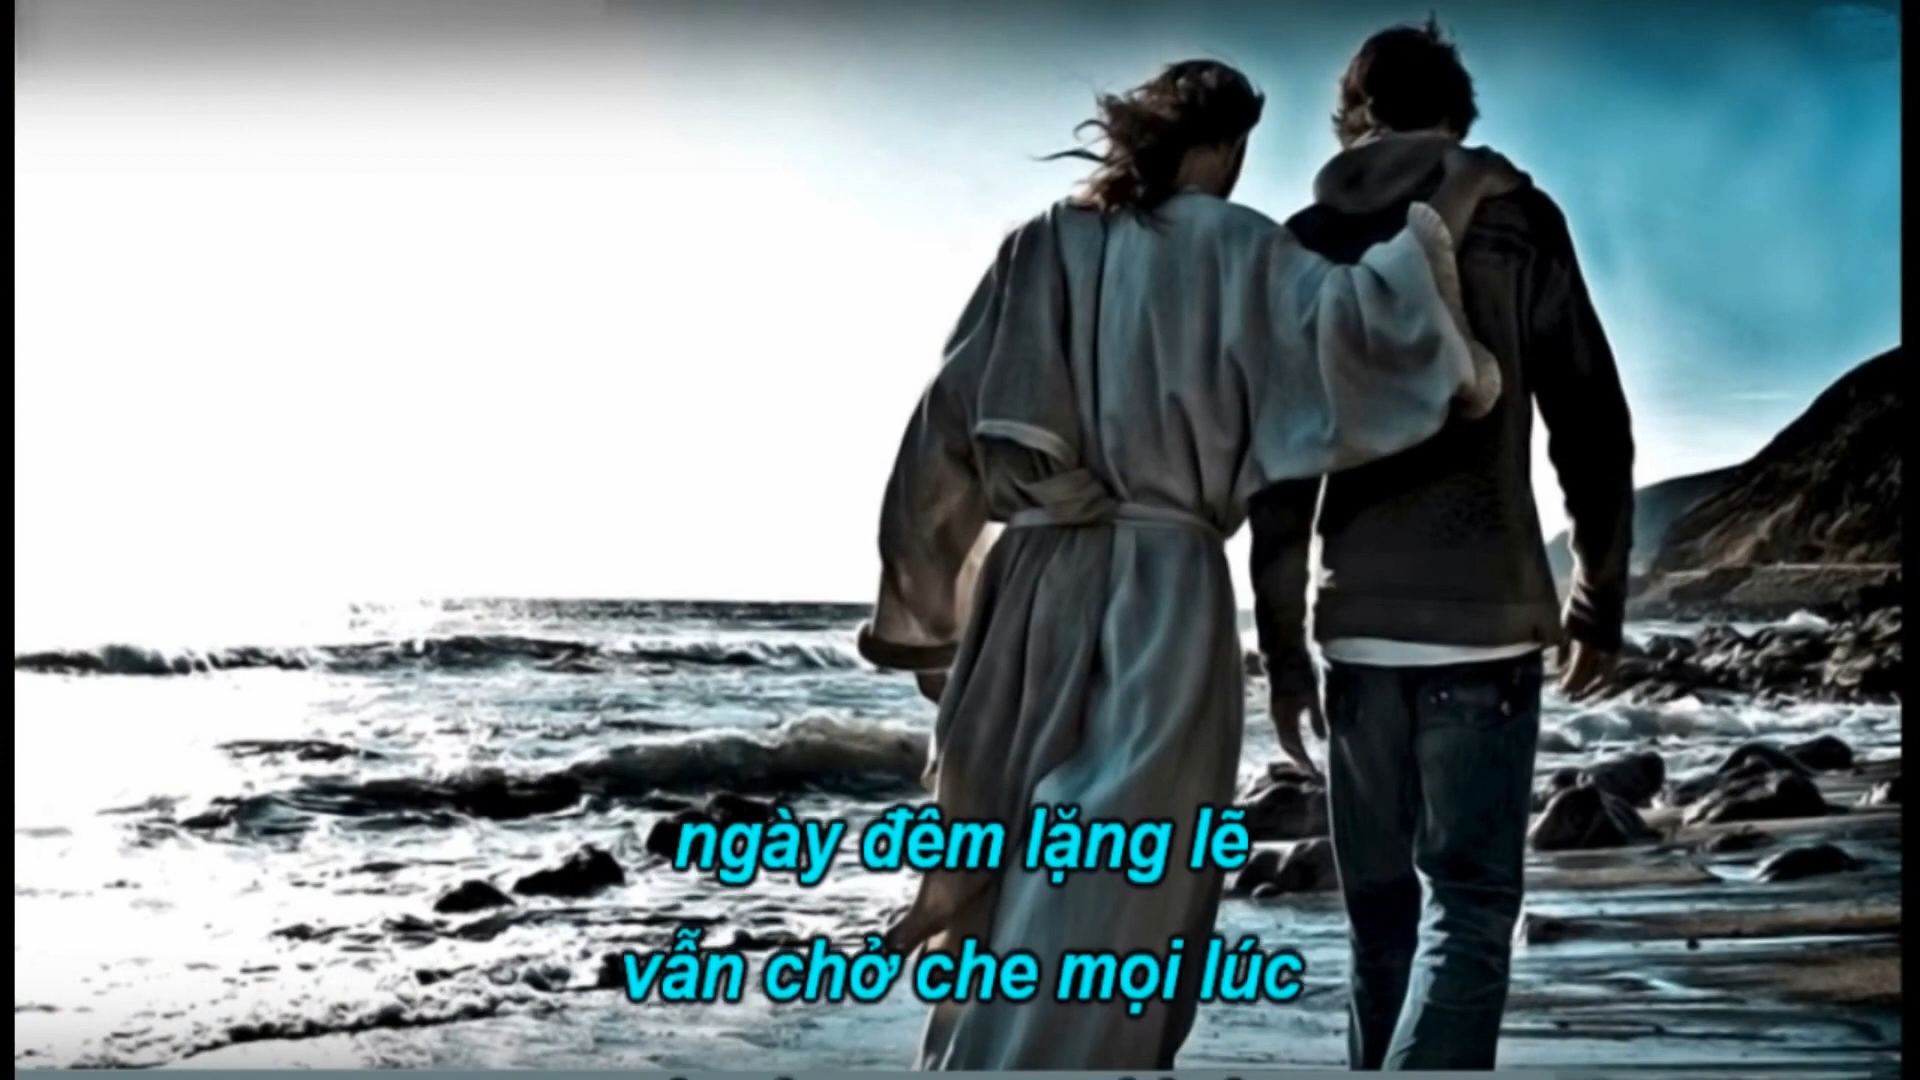 ngày đêm lặng lẽ
vẫn chở che mọi lúc